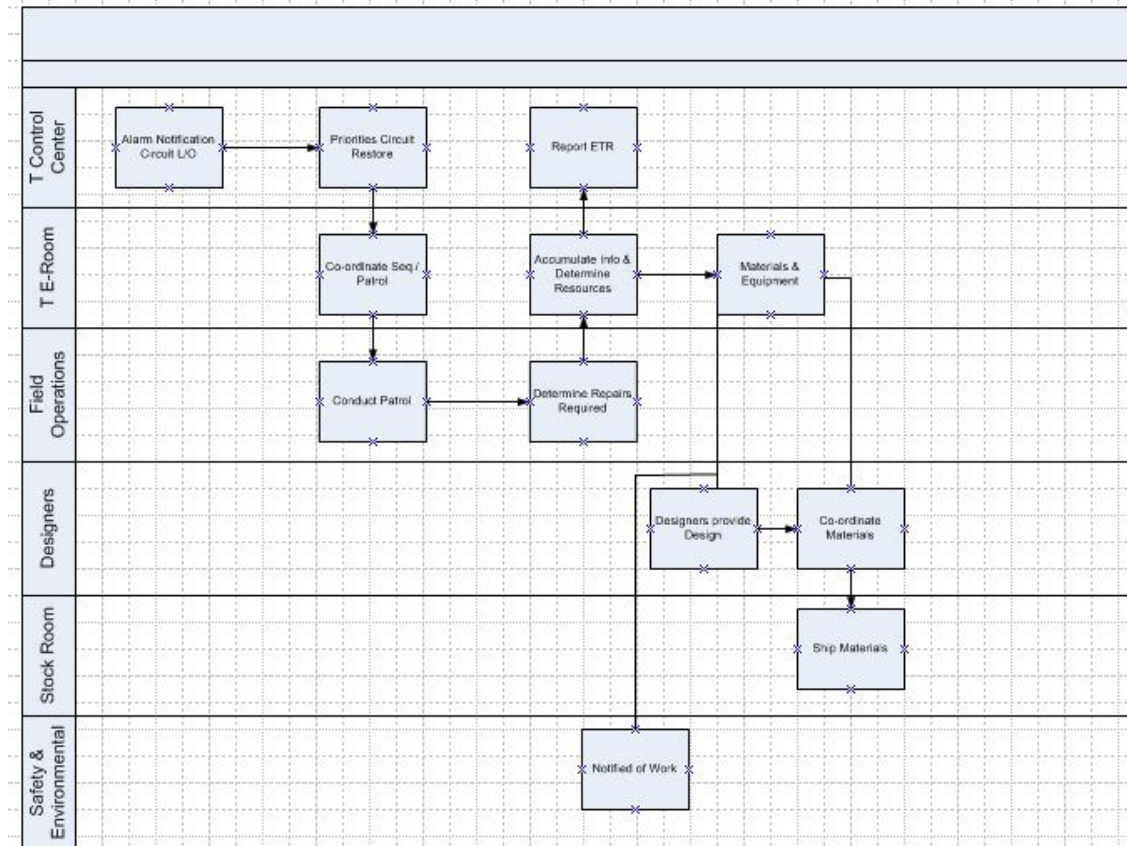 T Control
Center
Alarm Notification
Circuit L/O
Priorities Circuit
Restore
Report ETR
T E-Room
Co-ordinate Seq./
Patrol
Accumulate Info &
Determine
Resources
Materials &
Equipment
Field
Operations
Conduct Patrol
Determine Repairs
Required
Designers
Designers provide
Design
Co-ordinate
Materials
Stock Room
Ship Materials
Safety &
Environmental
Notified of Work